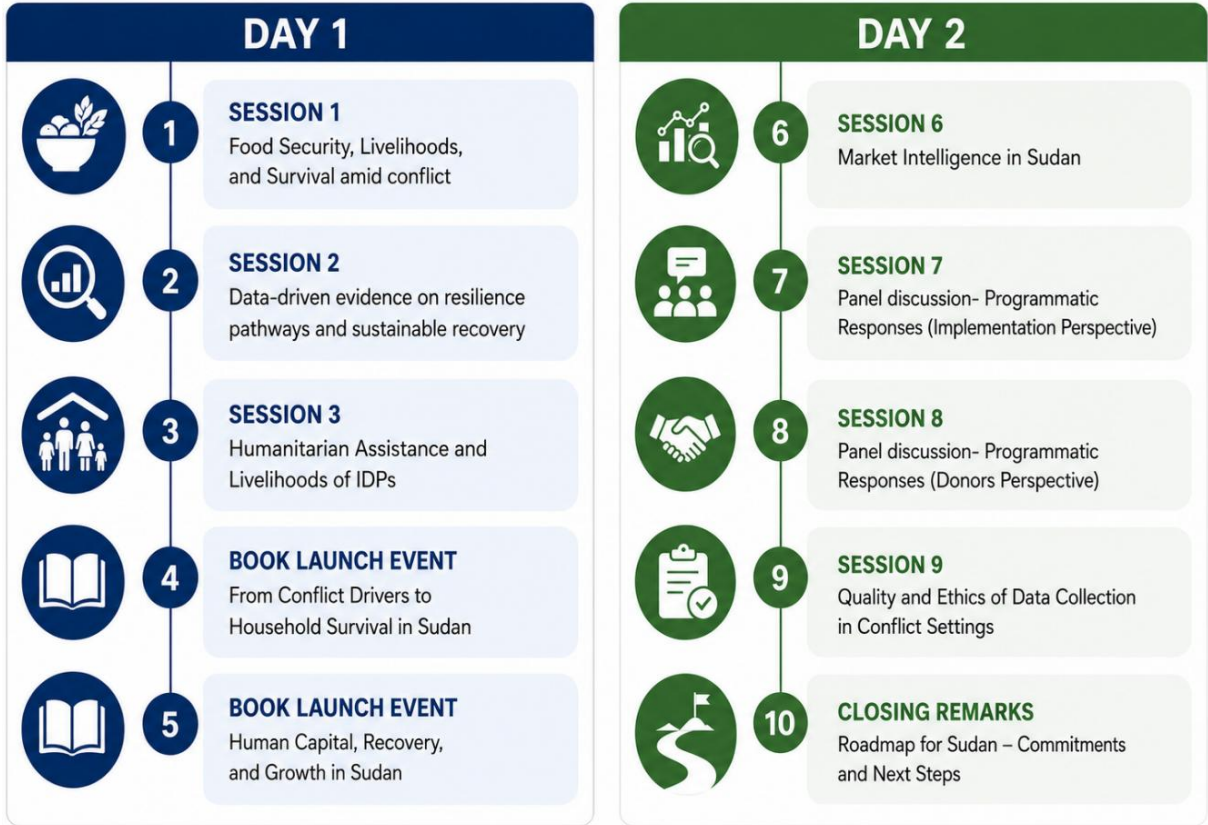 DAY 1
1
SESSION 1
Food Security, Livelihoods,
and Survival amid conflict
2
SESSION 2
Data-driven evidence on resilience
pathways and sustainable recovery
3
SESSION 3
Humanitarian Assistance and
Livelihoods of IDPs
4
BOOK LAUNCH EVENT
From Conflict Drivers to
Household Survival in Sudan
5
BOOK LAUNCH EVENT
Human Capital, Recovery,
and Growth in Sudan
DAY 2
6
SESSION 6
Market Intelligence in Sudan
7
SESSION 7
Panel discussion- Programmatic
Responses (Implementation Perspective)
8
SESSION 8
Panel discussion- Programmatic
Responses (Donors Perspective)
9
SESSION 9
Quality and Ethics of Data Collection
in Conflict Settings
10
CLOSING REMARKS
Roadmap for Sudan – Commitments
and Next Steps